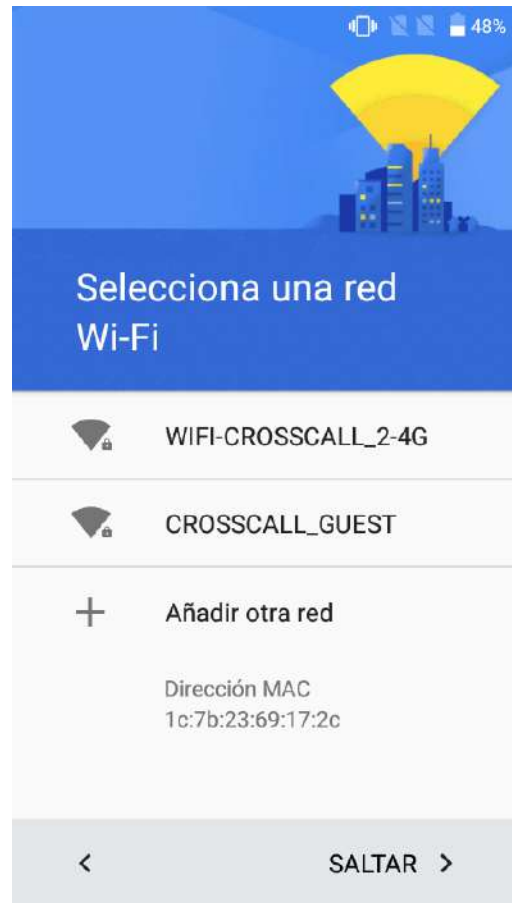 48%
Selecciona una red
Wi-Fi
WIFI-CROSSCALL_2-4G
CROSSCALL_GUEST
Añadir otra red
Dirección MAC
1c:7b:23:69:17:2c
SALTAR